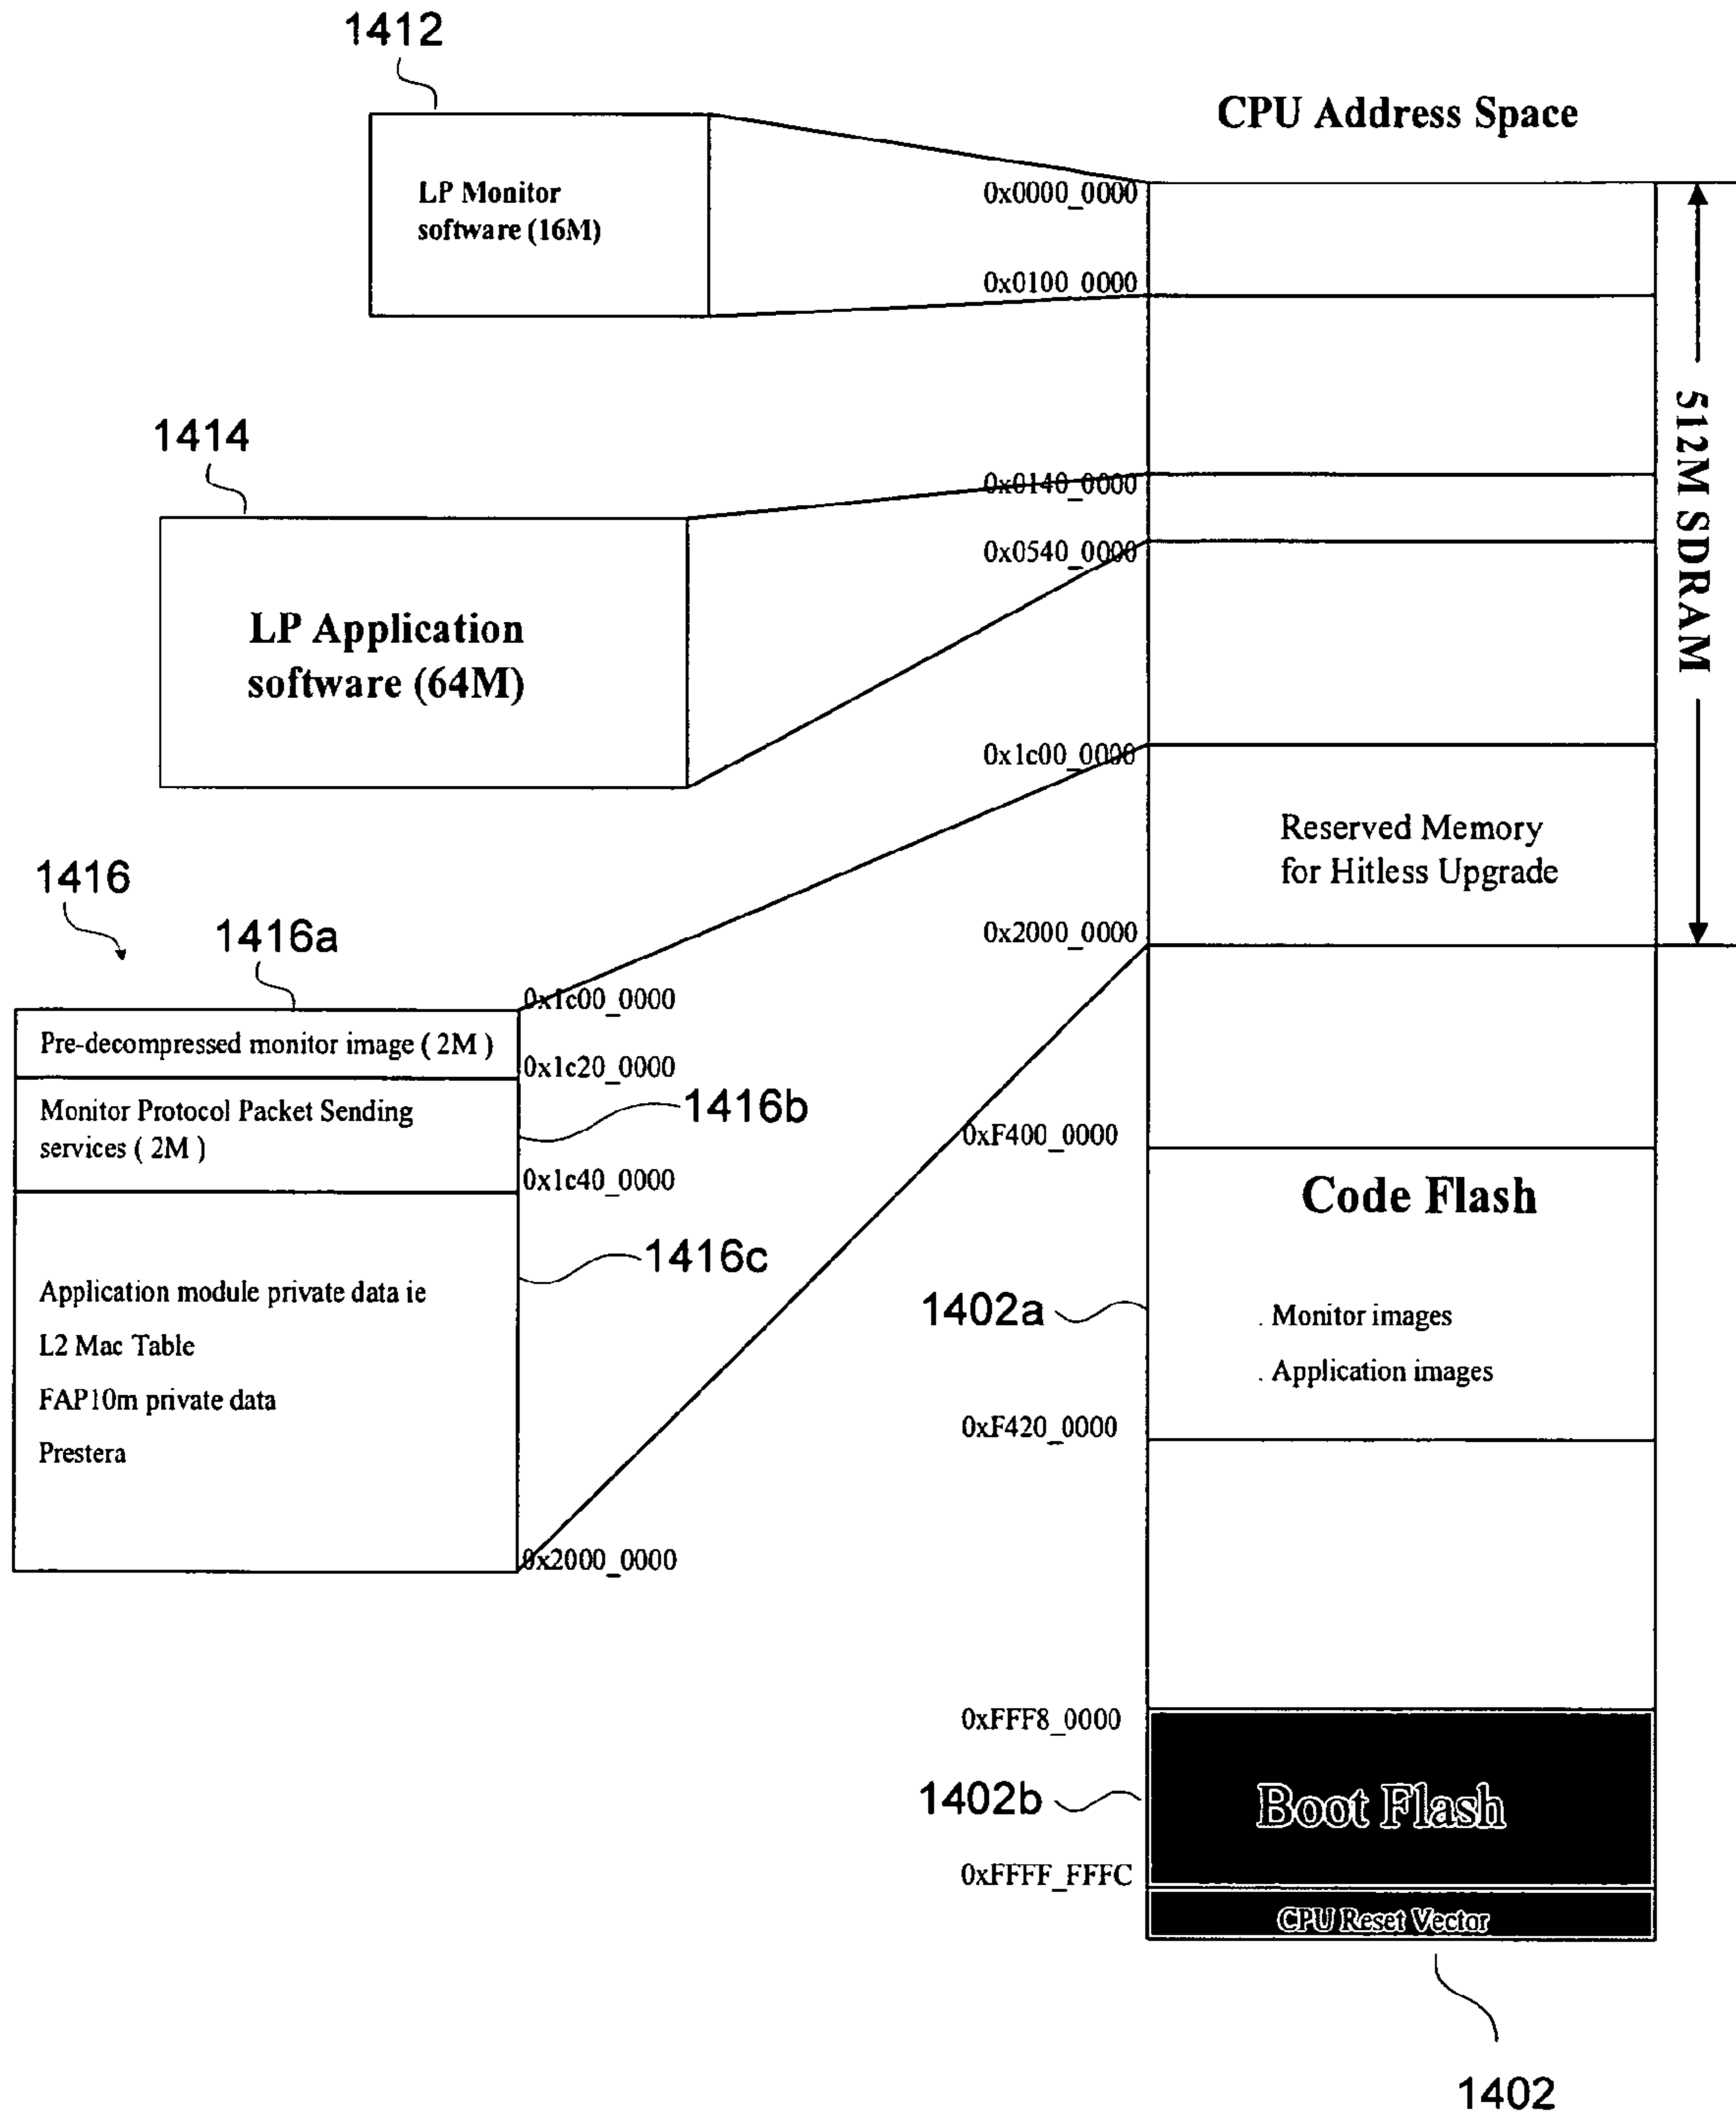 1412
CPU Address Space
LP Monitor
software (16M)
0x0000_0000
0x0100_0000
512M SDRAM
1414
0x0140_0000
0x0540_0000
LP Application
software (64M)
0x1c00_0000
Reserved Memory
for Hitless Upgrade
0x2000_0000
1416
1416a
0x1c00_0000
Pre-decompressed monitor image ( 2M )
0x1c20_0000
Monitor Protocol Packet Sending
services ( 2M )
1416b
0x1c40_0000
1416c
Application module private data ie
L2 Mac Table
FAP10m private data
Prestera
0x2000_0000
0xF400_0000
Code Flash
1402a
. Monitor images
. Application images
0xF420_0000
0xFFF8_0000
1402b
Boot Flash
0xFFFF_FFFC
CPU Reset Vector
1402